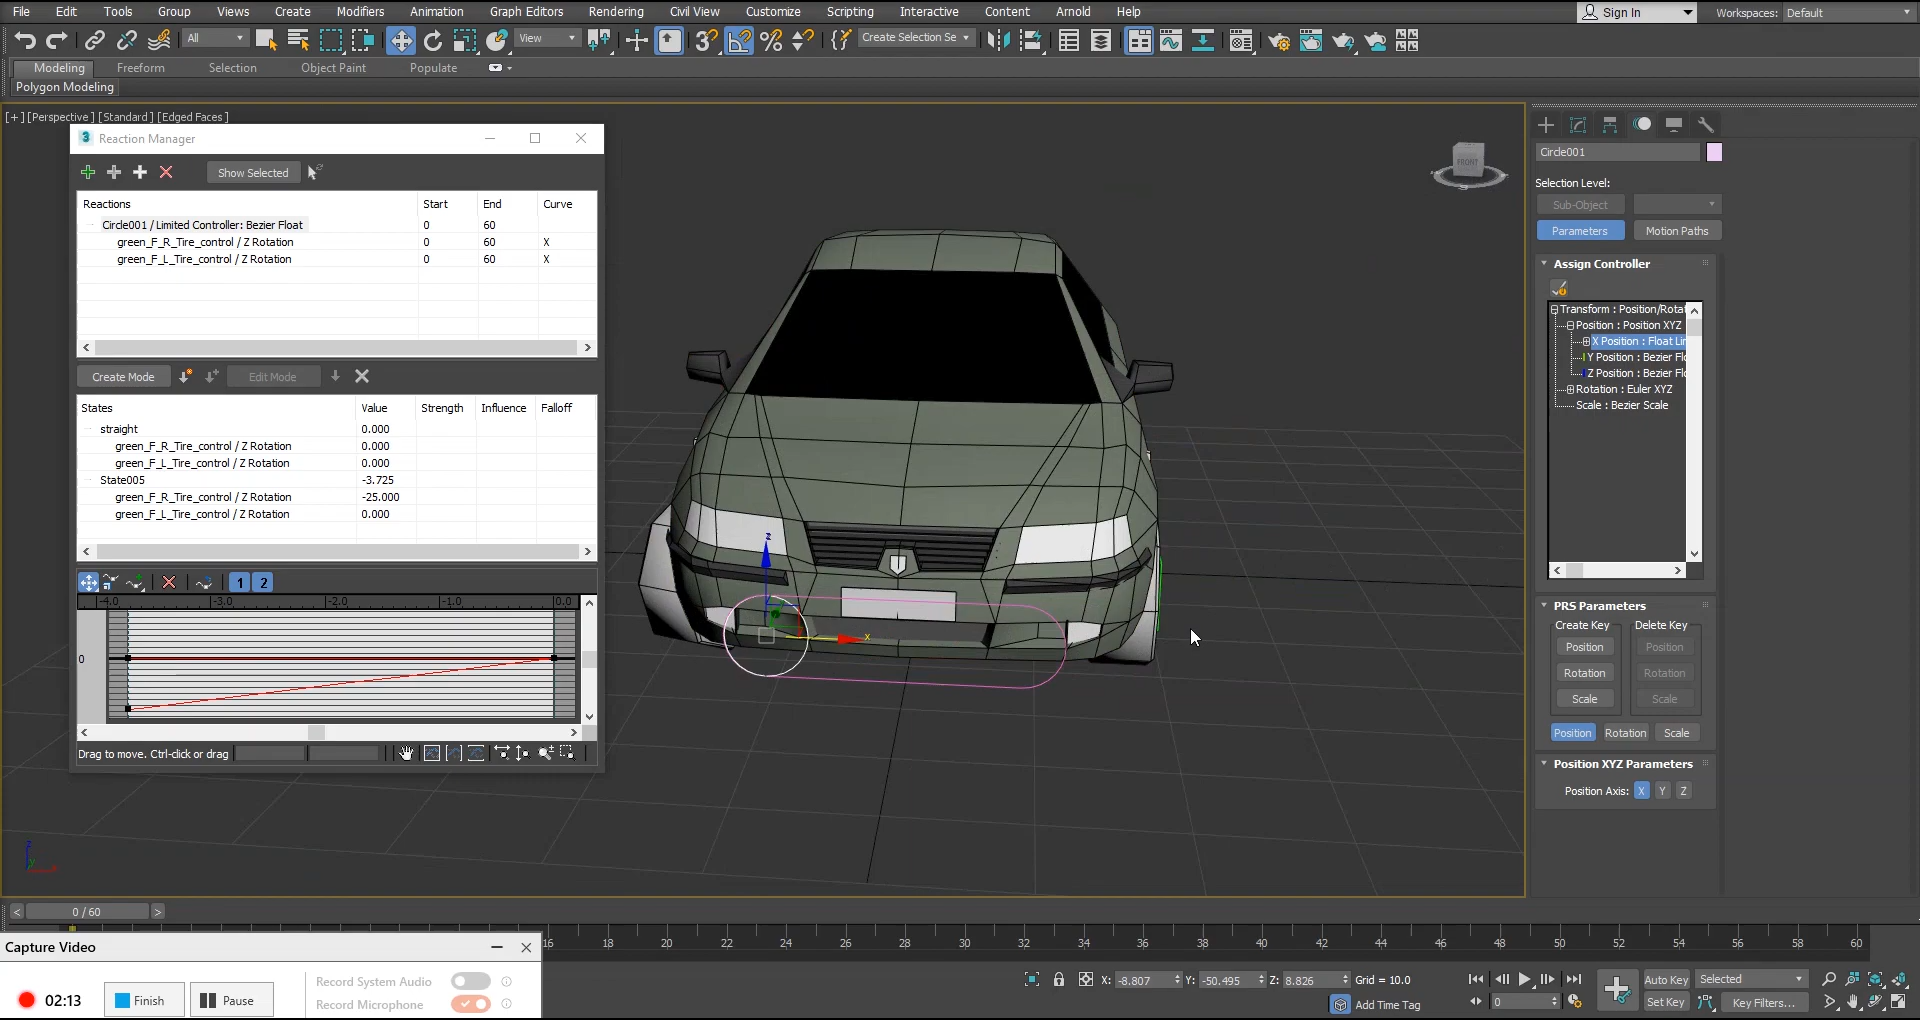 File Edit Tools Group Views Create Modifiers Animation Graph Editors Rendering Civil View Customize Scripting Interactive Content Arnold Help Sign In Workspaces: Default
All View Create Selection Se
Modeling Freeform Selection Object Paint Populate
Polygon Modeling
[+] [Perspective] [Standard] [Edged Faces]
3 Reaction Manager
Show Selected
Reactions Start End Curve
Circle001 / Limited Controller: Bezier Float 0 60
green_F_R_Tire_control / Z Rotation 0 60 X
green_F_L_Tire_control / Z Rotation 0 60 X
Create Mode Edit Mode
States Value Strength Influence Falloff
straight 0.000
green_F_R_Tire_control / Z Rotation 0.000
green_F_L_Tire_control / Z Rotation 0.000
State005 -3.725
green_F_R_Tire_control / Z Rotation -25.000
green_F_L_Tire_control / Z Rotation 0.000
1 2
-4.0 -3.0 -2.0 -1.0 0.0
0
Drag to move. Ctrl-click or drag
z
x
FRONT
z
y
Circle001
Selection Level:
Sub-Object
Parameters Motion Paths
Assign Controller
Transform : Position/Rotat
Position : Position XYZ
X Position : Float Lim
Y Position : Bezier Flo
Z Position : Bezier Flo
Rotation : Euler XYZ
Scale : Bezier Scale
PRS Parameters
Create Key Delete Key
Position Position
Rotation Rotation
Scale Scale
Position Rotation Scale
Position XYZ Parameters
Position Axis: X Y Z
< 0 / 60 >
16 18 20 22 24 26 28 30 32 34 36 38 40 42 44 46 48 50 52 54 56 58 60
Capture Video
Record System Audio
Record Microphone
02:13 Finish Pause
X: -8.807 Y: -50.495 Z: 8.826 Grid = 10.0
Add Time Tag
0
Auto Key Selected
Set Key Key Filters...